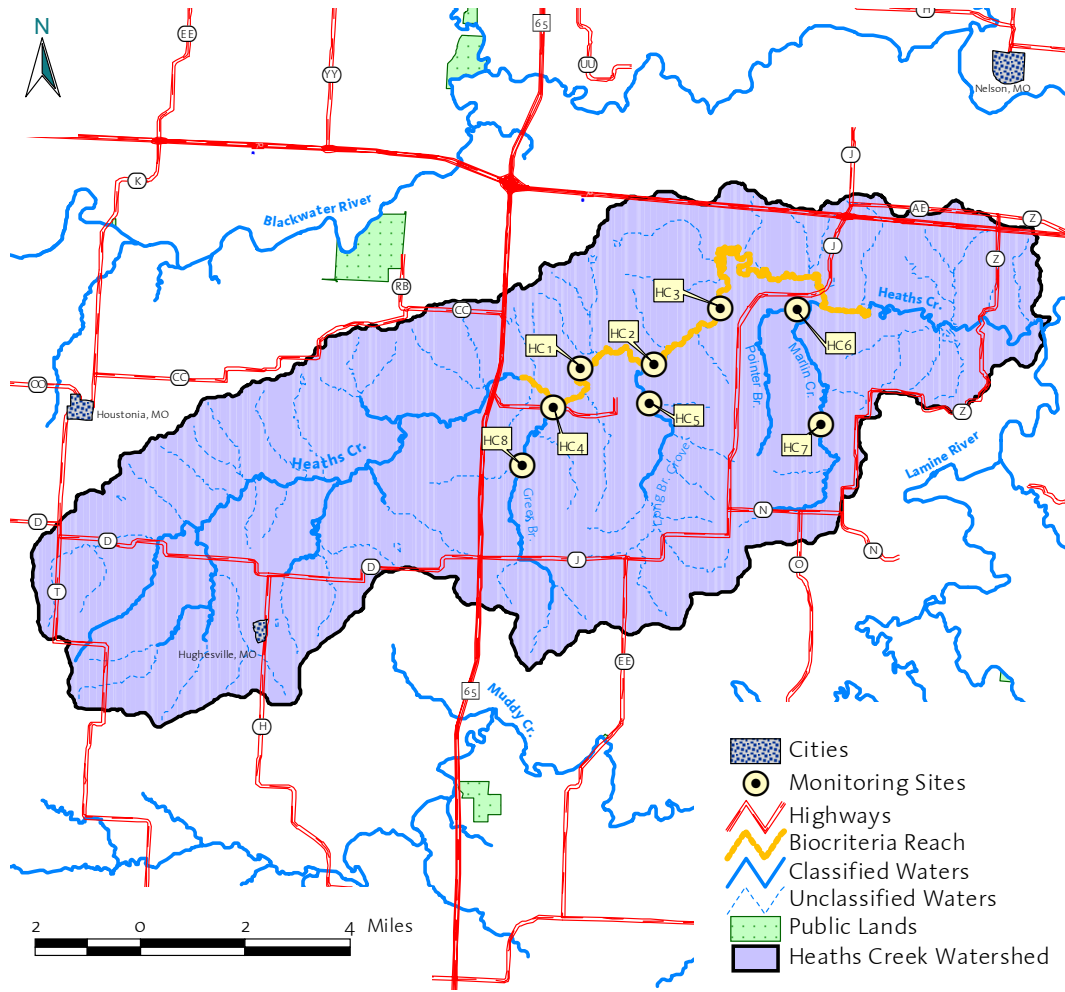 H
EE
65
N
UU
YY
Nelson, MO
J
K
AE
Z
Blackwater River
J
Z
RB
HC3
Heaths Cr.
CC
HC2
HC1
HC6
Pointer Br.
Marlin Cr.
CC
CO
Houstonia, MO
HC5
HC4
HC7
Z
HC8
Heaths Cr.
Long Br. Grove
Lamine River
Green Br.
N
D
D
J
N
D
O
T
Hughesville, MO
EE
65
Muddy Cr.
H
Cities
Monitoring Sites
Highways
Biocriteria Reach
Classified Waters
Unclassified Waters
Public Lands
Heaths Creek Watershed
2 0 2 4 Miles